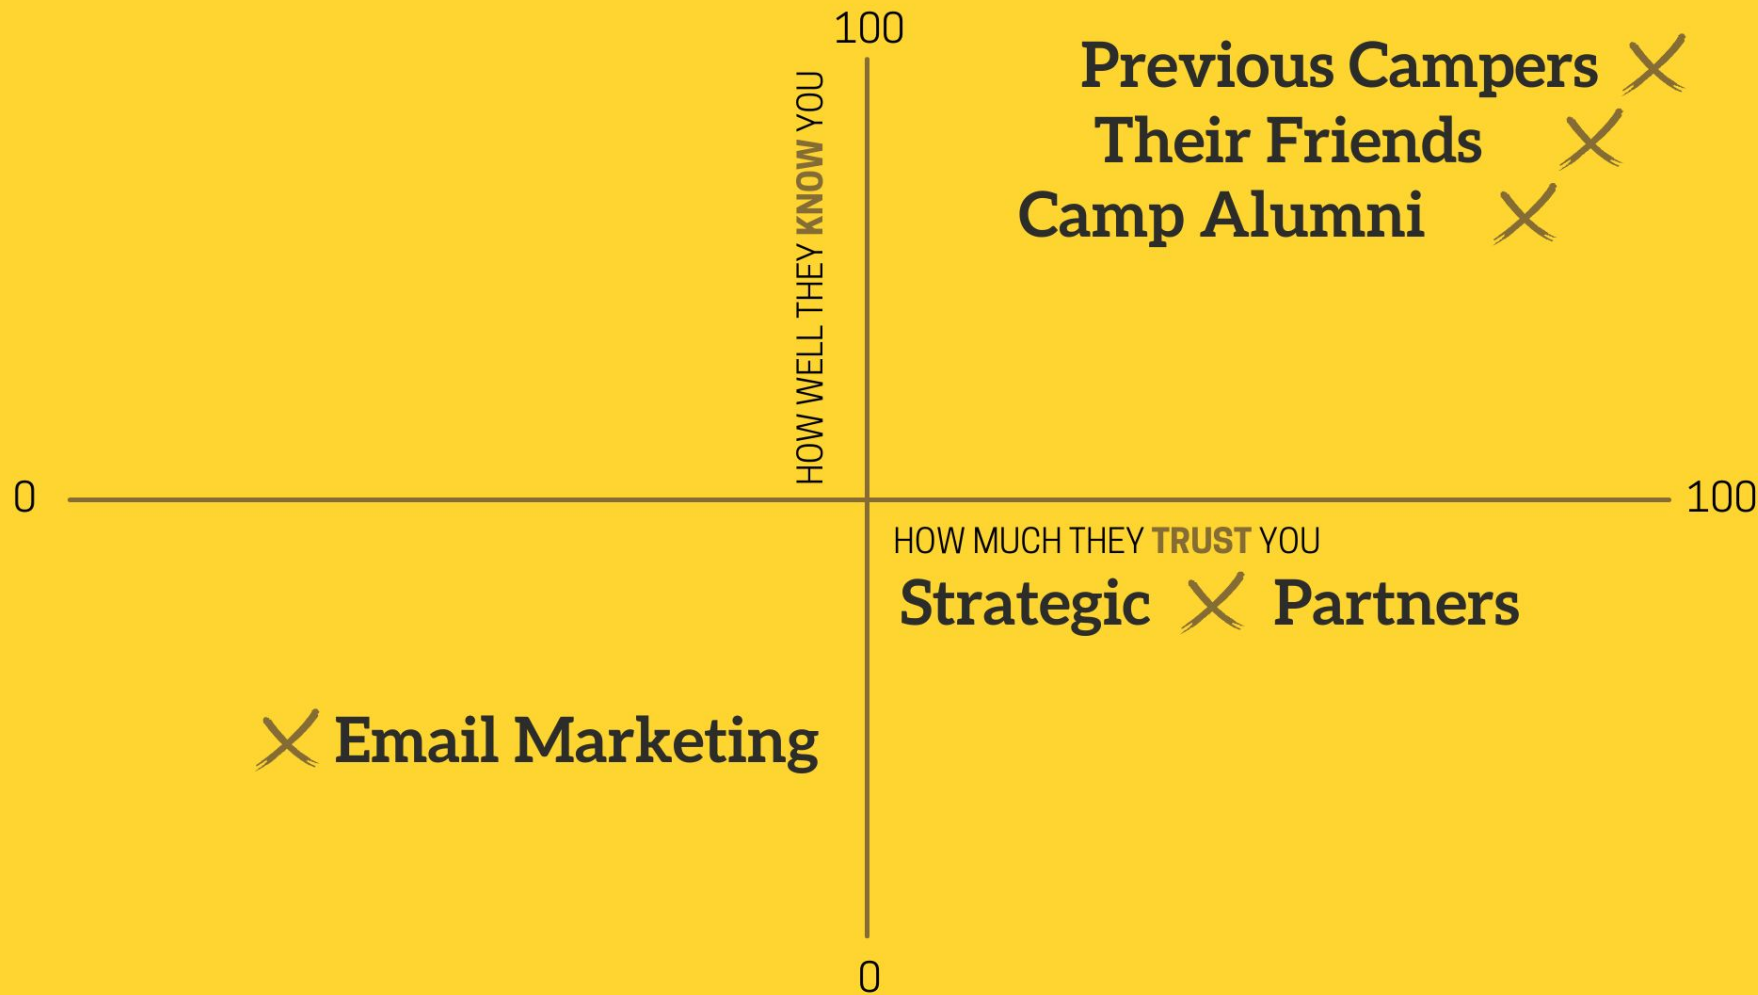 100
Previous Campers
Their Friends
Camp Alumni
HOW WELL THEY KNOW YOU
0
100
HOW MUCH THEY TRUST YOU
Strategic Partners
Email Marketing
0